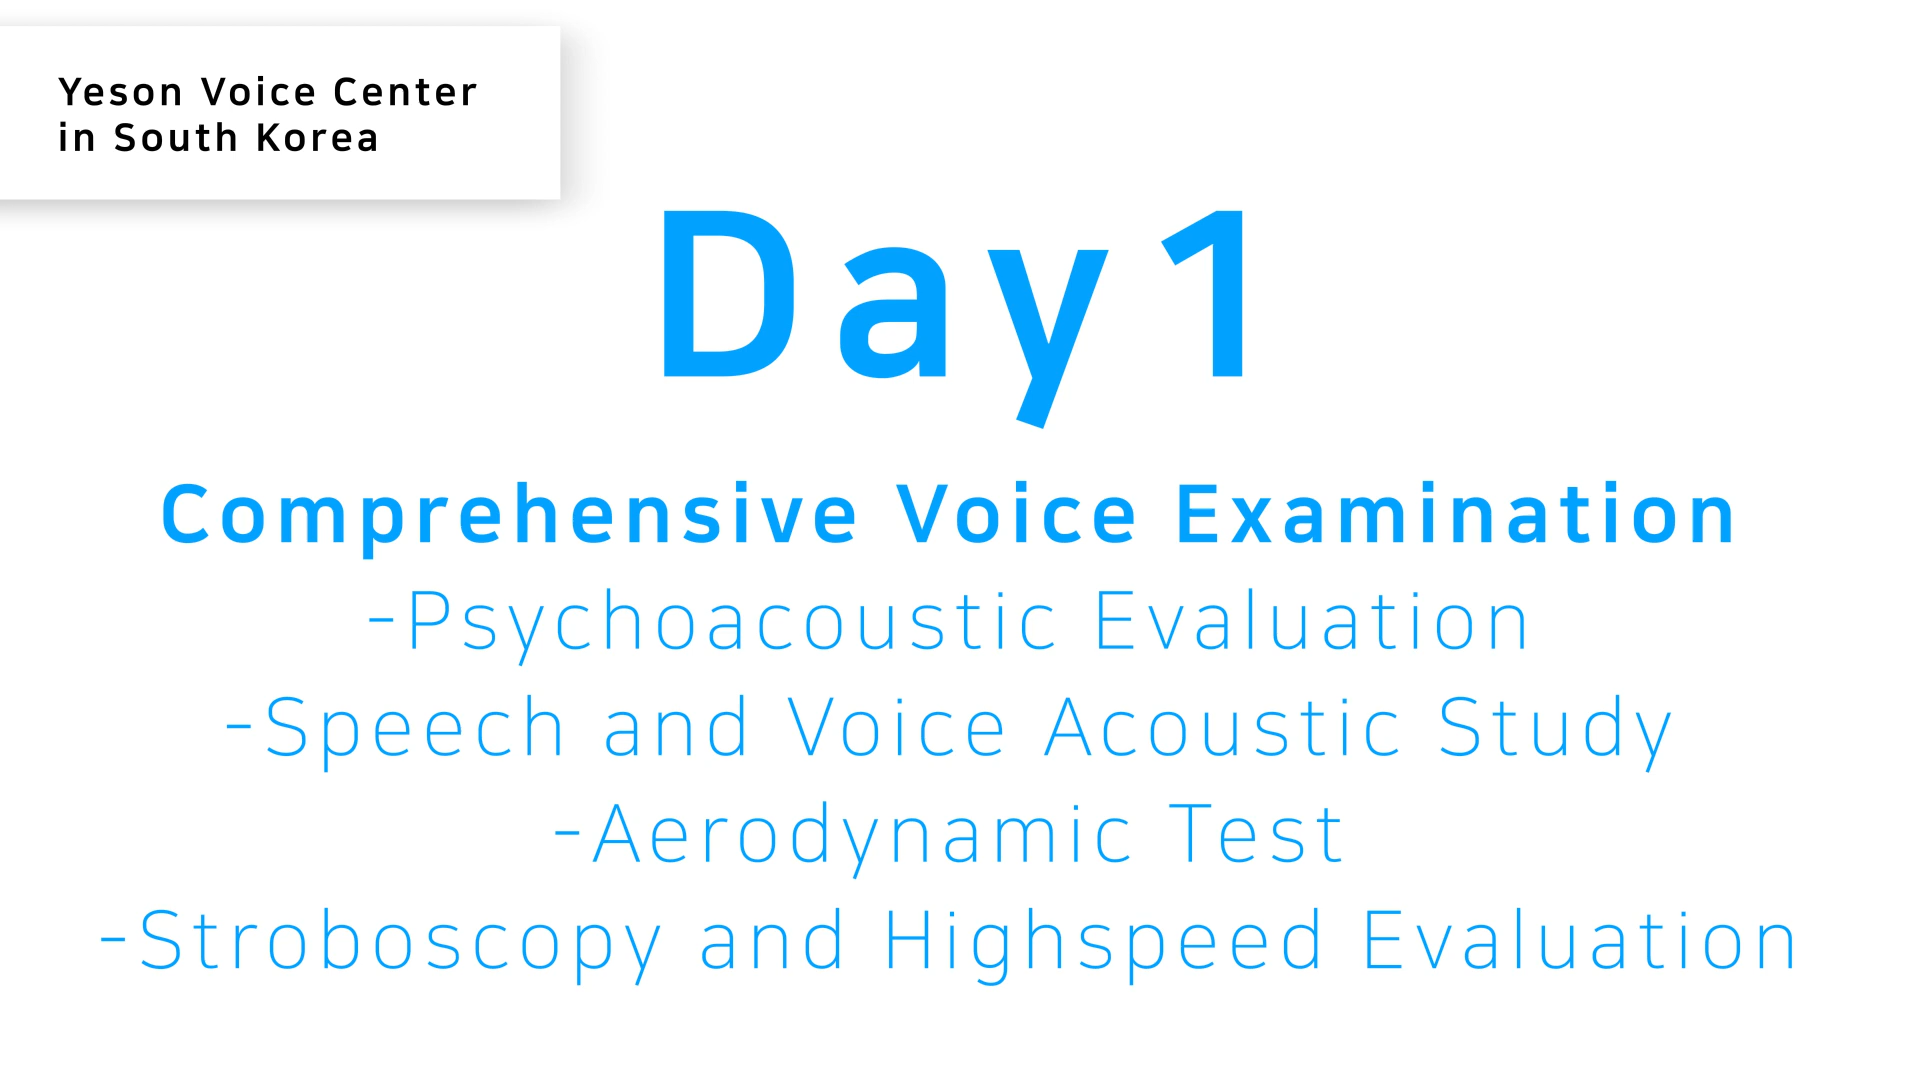 Yeson Voice Center
in South Korea
Day1
Comprehensive Voice Examination
-Psychoacoustic Evaluation
-Speech and Voice Acoustic Study
-Aerodynamic Test
-Stroboscopy and Highspeed Evaluation